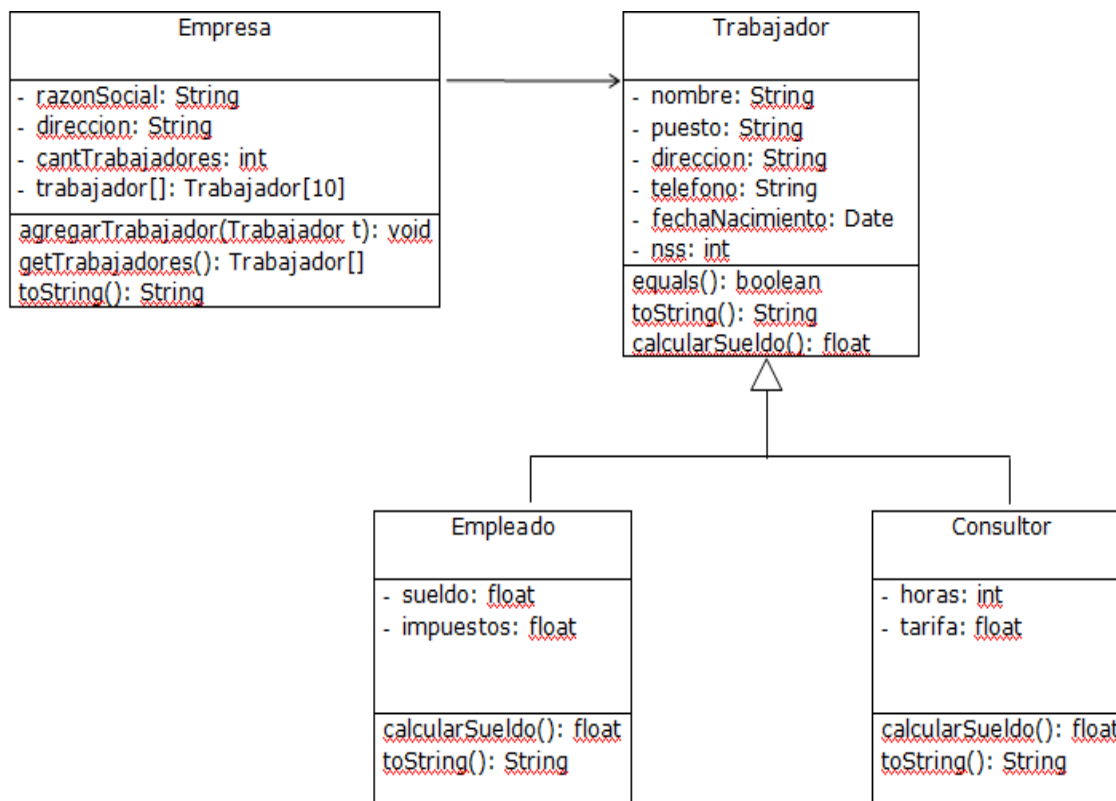 Empresa
- razonSocial: String
- direccion: String
- cantTrabajadores: int
- trabajador[]: Trabajador[10]
agregarTrabajador(Trabajador t): void
getTrabajadores(): Trabajador[]
toString(): String
Trabajador
- nombre: String
- puesto: String
- direccion: String
- telefono: String
- fechaNacimiento: Date
- nss: int
equals(): boolean
toString(): String
calcularSueldo(): float
Empleado
- sueldo: float
- impuestos: float
calcularSueldo(): float
toString(): String
Consultor
- horas: int
- tarifa: float
calcularSueldo(): float
toString(): String